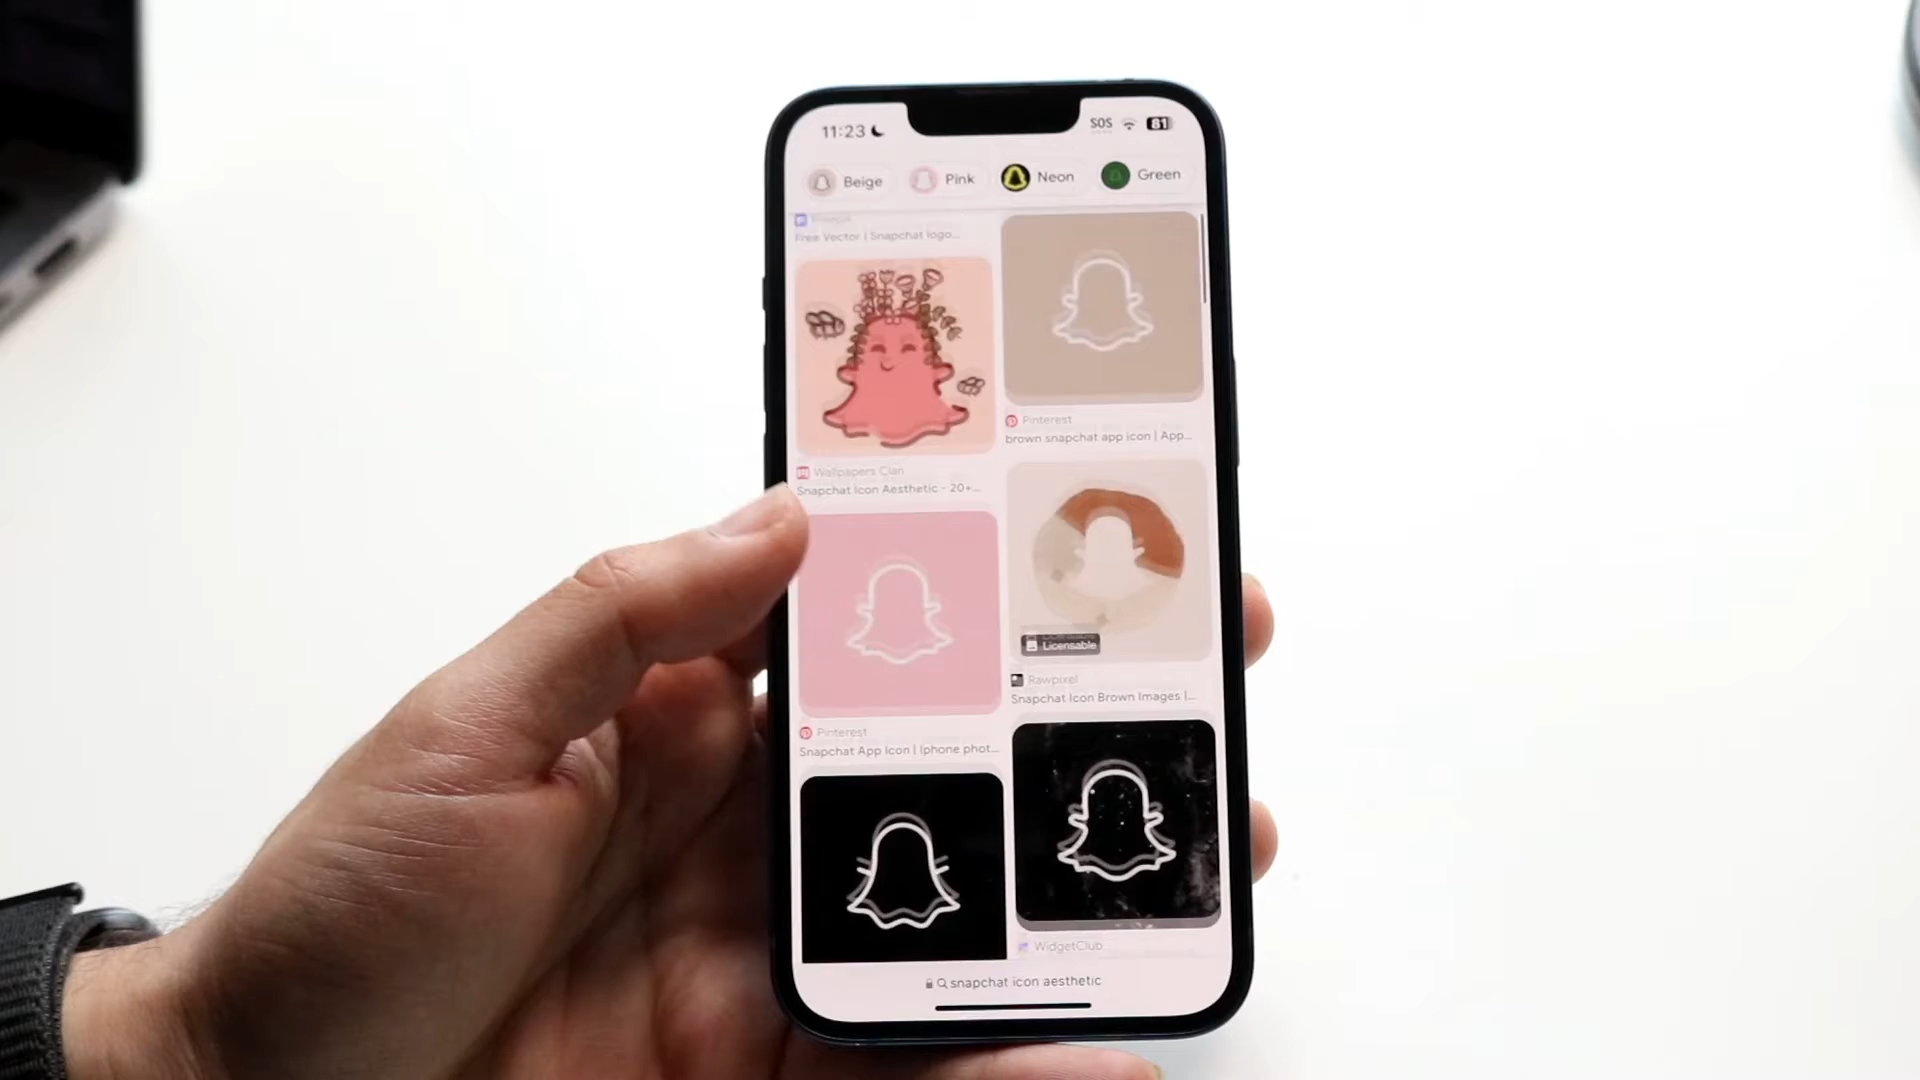 11:23
SOS
81
Beige
Pink
Neon
Green
Free Vector | Snapchat logo...
Wallpapers Clan
Snapchat Icon Aesthetic - 20+...
Pinterest
brown snapchat app icon | App...
Licensable
Rawpixel
Snapchat Icon Brown Images |...
Pinterest
Snapchat App Icon | Iphone phot...
WidgetClub
snapchat icon aesthetic